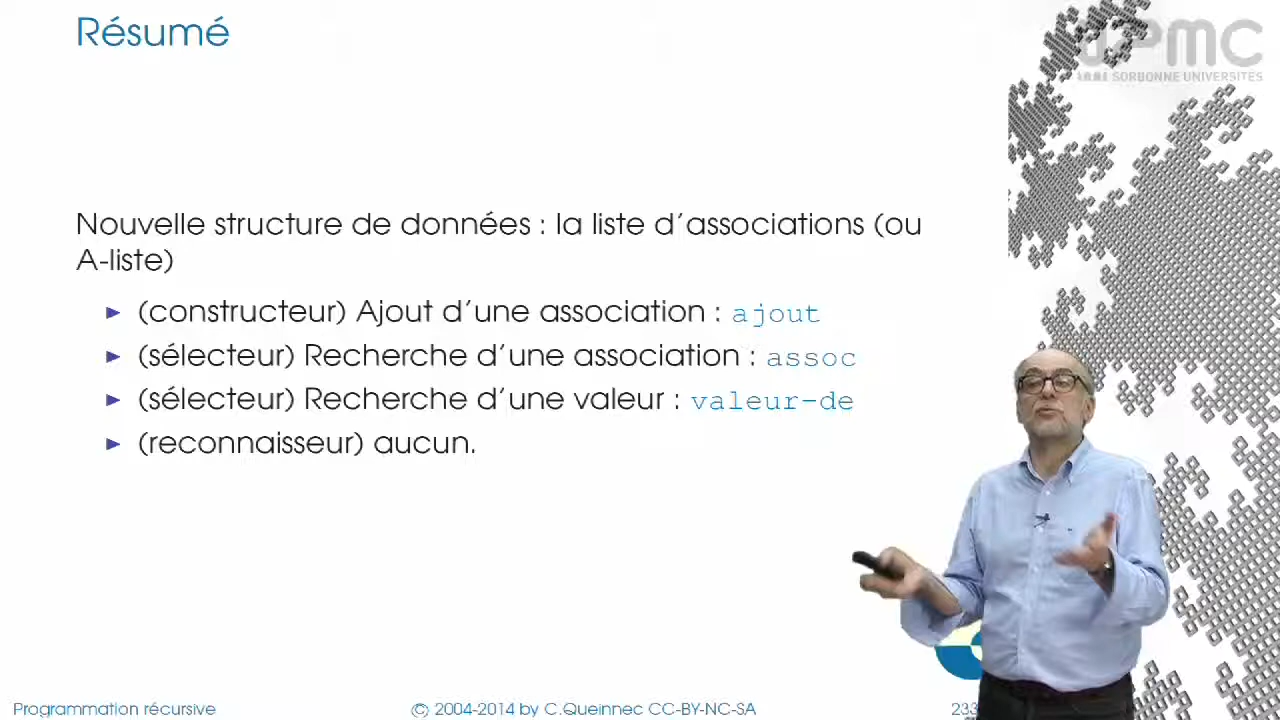 Résumé
UPMC
SORBONNE UNIVERSITÉS
Nouvelle structure de données : la liste d'associations (ou
A-liste)
(constructeur) Ajout d'une association : ajout
(sélecteur) Recherche d'une association : assoc
(sélecteur) Recherche d'une valeur : valeur-de
(reconnaisseur) aucun.
Programmation récursive
© 2004-2014 by C.Queinnec CC-BY-NC-SA
233